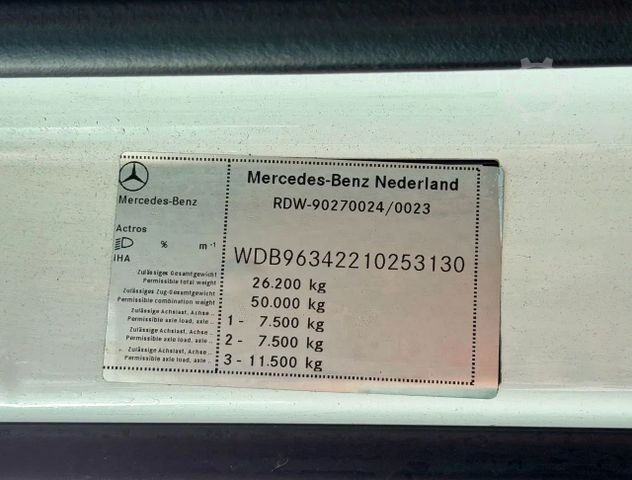 Mercedes-Benz
Mercedes-Benz Nederland
RDW-90270024/0023
Actros
% m⁻¹
IHA
WDB96342210253130
Zulässiges Gesamtgewicht
Permissible total weight
26.200 kg
Zulässiges Zug-Gesamtgewicht
Permissible combination weight
50.000 kg
Zulässige Achslast, Achse ..
Permissible axle load, axle ..
1 - 7.500 kg
Zulässige Achslast, Achse ..
Permissible axle load, axle ..
2 - 7.500 kg
Zulässige Achslast, Achse ..
Permissible axle load, axle ..
3 - 11.500 kg